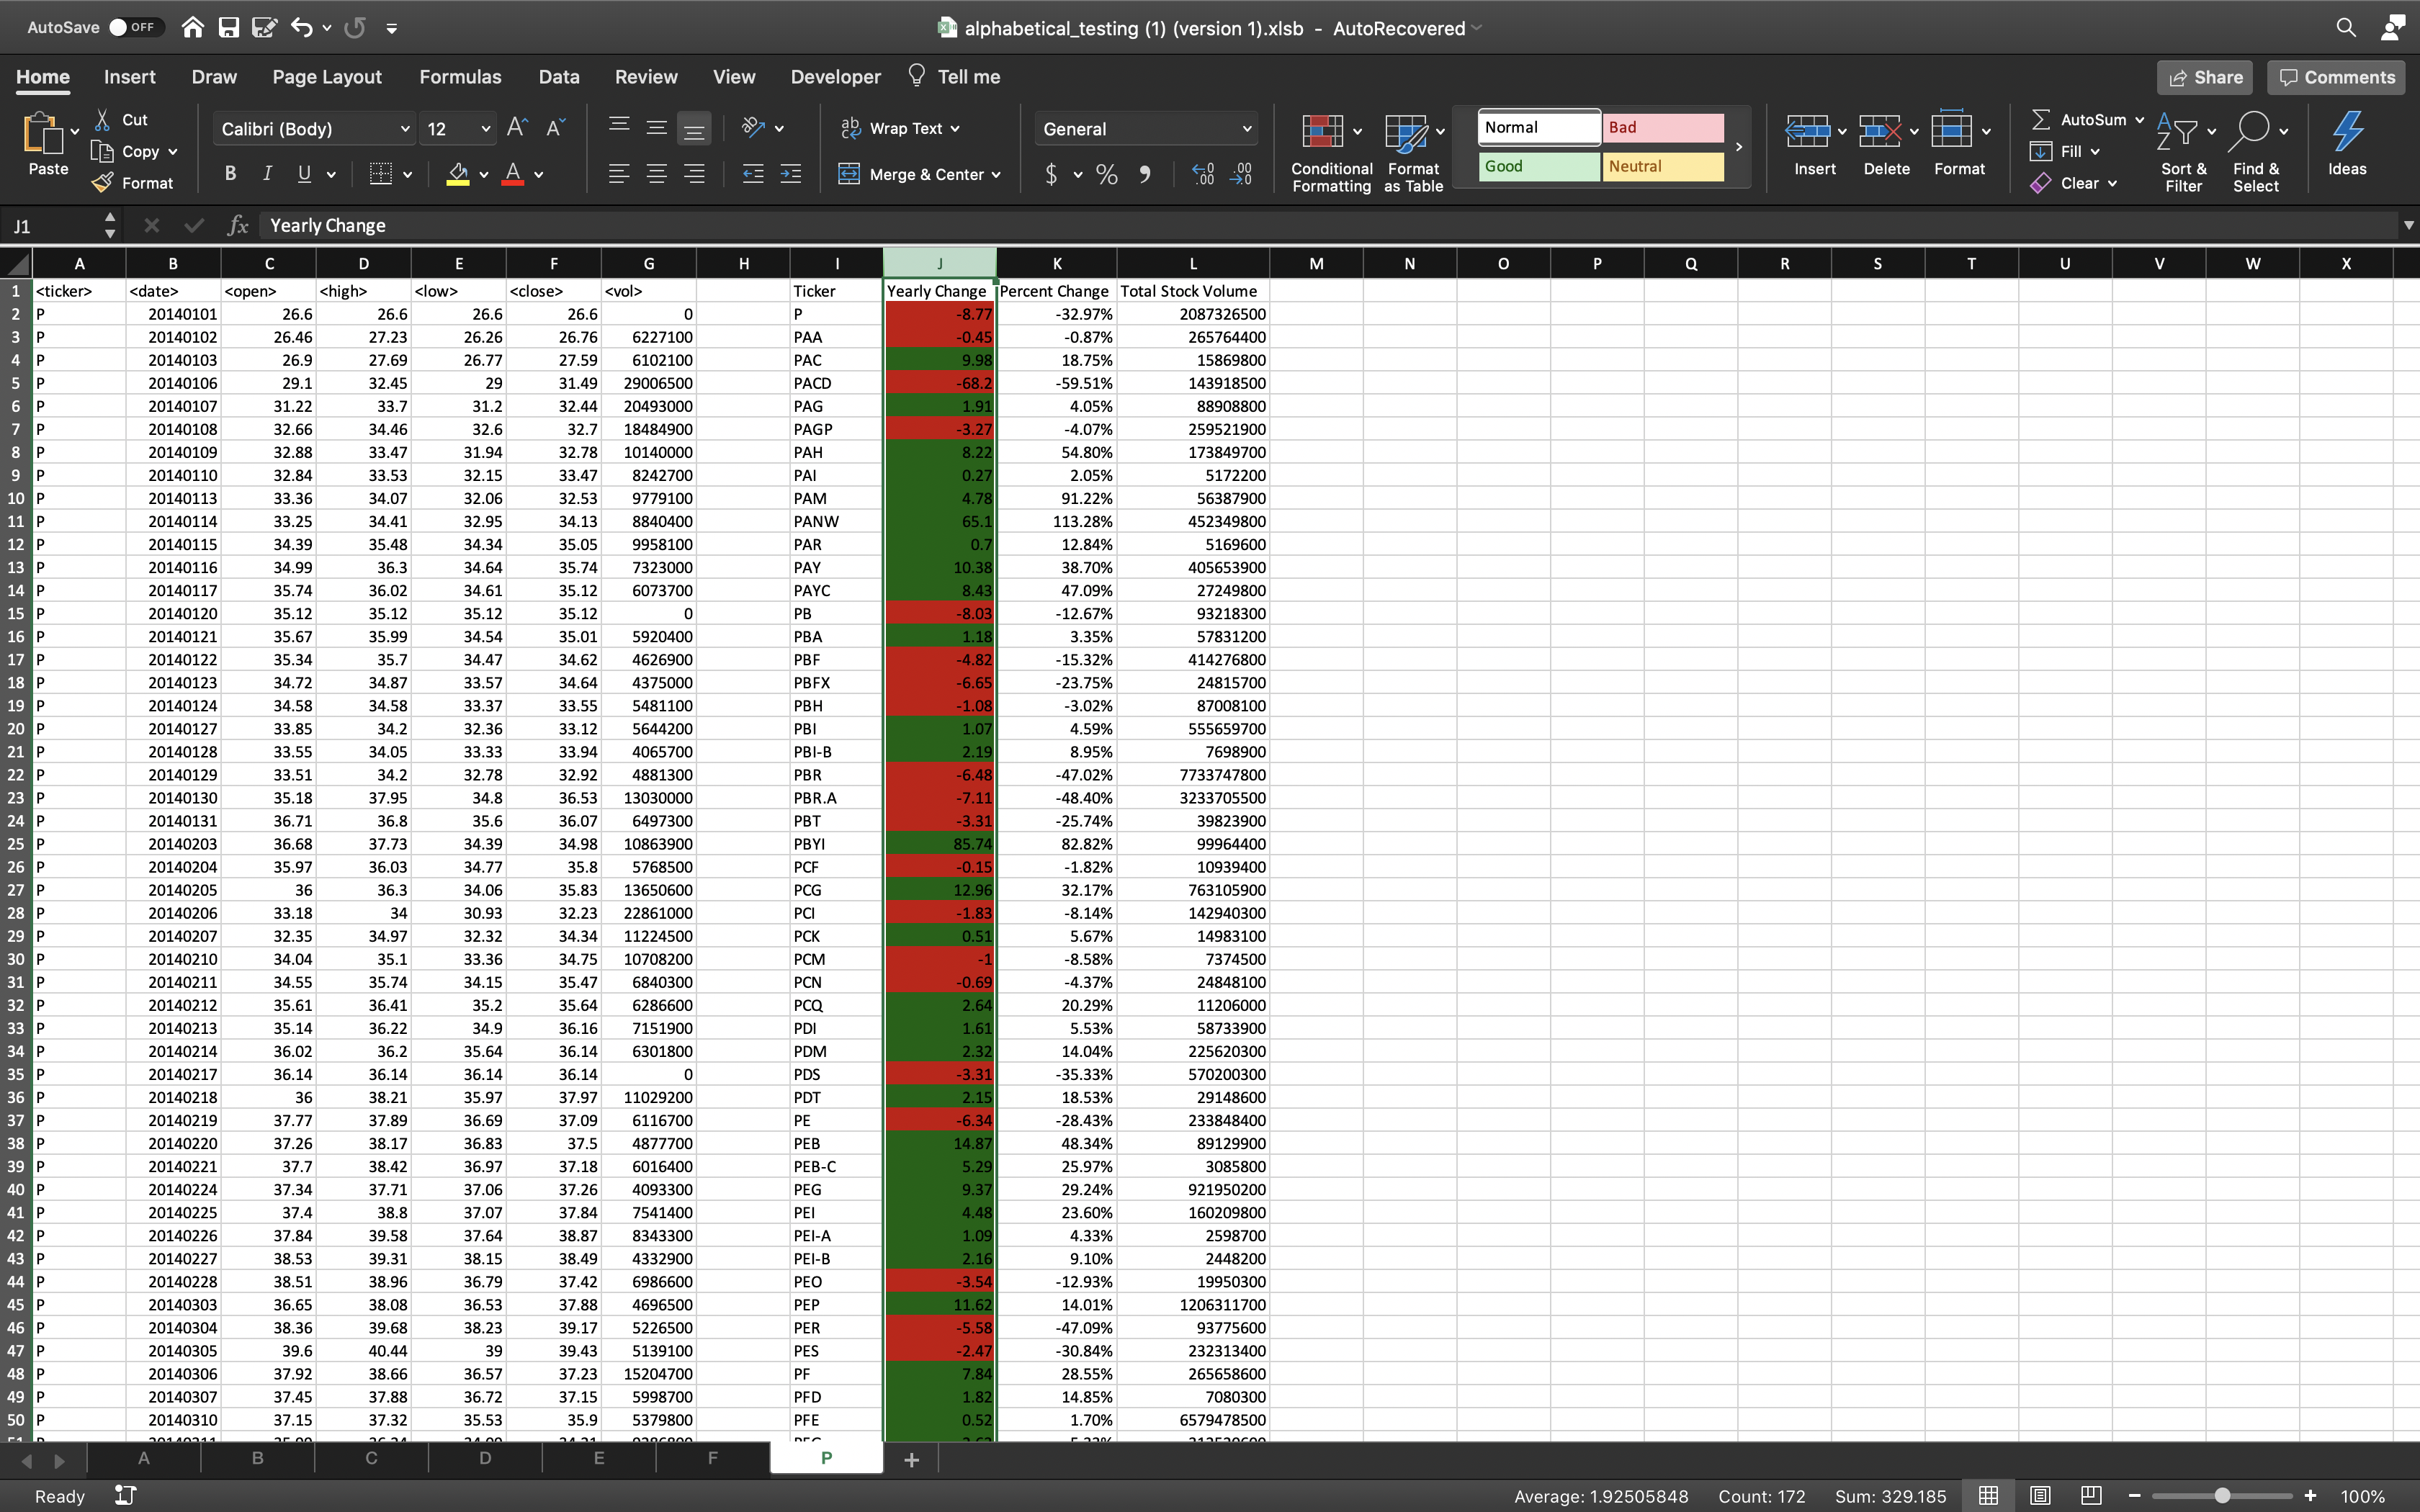 AutoSave OFF alphabetical_testing (1) (version 1).xlsb - AutoRecovered
Home Insert Draw Page Layout Formulas Data Review View Developer Tell me Share Comments
Cut Calibri (Body) 12 Wrap Text General Normal Bad AutoSum
Paste Copy Conditional Formatting Format as Table Insert Delete Format Fill Sort & Filter Find & Select Ideas
Format B I U Merge & Center $ % Good Neutral Clear
J1 fx Yearly Change
A B C D E F G H I J K L M N O P Q R S T U V W X
1 <ticker> <date> <open> <high> <low> <close> <vol> Ticker Yearly Change Percent Change Total Stock Volume
2 P 20140101 26.6 26.6 26.6 26.6 0 P -8.77 -32.97% 2087326500
3 P 20140102 26.46 27.23 26.26 26.76 6227100 PAA -0.45 -0.87% 265764400
4 P 20140103 26.9 27.69 26.77 27.59 6102100 PAC 9.98 18.75% 15869800
5 P 20140106 29.1 32.45 29 31.49 29006500 PACD -68.2 -59.51% 143918500
6 P 20140107 31.22 33.7 31.2 32.44 20493000 PAG 1.91 4.05% 88908800
7 P 20140108 32.66 34.46 32.6 32.7 18484900 PAGP -3.27 -4.07% 259521900
8 P 20140109 32.88 33.47 31.94 32.78 10140000 PAH 8.22 54.80% 173849700
9 P 20140110 32.84 33.53 32.15 33.47 8242700 PAI 0.27 2.05% 5172200
10 P 20140113 33.36 34.07 32.06 32.53 9779100 PAM 4.78 91.22% 56387900
11 P 20140114 33.25 34.41 32.95 34.13 8840400 PANW 65.1 113.28% 452349800
12 P 20140115 34.39 35.48 34.34 35.05 9958100 PAR 0.7 12.84% 5169600
13 P 20140116 34.99 36.3 34.64 35.74 7323000 PAY 10.38 38.70% 405653900
14 P 20140117 35.74 36.02 34.61 35.12 6073700 PAYC 8.43 47.09% 27249800
15 P 20140120 35.12 35.12 35.12 35.12 0 PB -8.03 -12.67% 93218300
16 P 20140121 35.67 35.99 34.54 35.01 5920400 PBA 1.18 3.35% 57831200
17 P 20140122 35.34 35.7 34.47 34.62 4626900 PBF -4.82 -15.32% 414276800
18 P 20140123 34.72 34.87 33.57 34.64 4375000 PBFX -6.65 -23.75% 24815700
19 P 20140124 34.58 34.58 33.37 33.55 5481100 PBH -1.08 -3.02% 87008100
20 P 20140127 33.85 34.2 32.36 33.12 5644200 PBI 1.07 4.59% 555659700
21 P 20140128 33.55 34.05 33.33 33.94 4065700 PBI-B 2.19 8.95% 7698900
22 P 20140129 33.51 34.2 32.78 32.92 4881300 PBR -6.48 -47.02% 7733747800
23 P 20140130 35.18 37.95 34.8 36.53 13030000 PBR.A -7.11 -48.40% 3233705500
24 P 20140131 36.71 36.8 35.6 36.07 6497300 PBT -3.31 -25.74% 39823900
25 P 20140203 36.68 37.73 34.39 34.98 10863900 PBYI 85.74 82.82% 99964400
26 P 20140204 35.97 36.03 34.77 35.8 5768500 PCF -0.15 -1.82% 10939400
27 P 20140205 36 36.3 34.06 35.83 13650600 PCG 12.96 32.17% 763105900
28 P 20140206 33.18 34 30.93 32.23 22861000 PCI -1.83 -8.14% 142940300
29 P 20140207 32.35 34.97 32.32 34.34 11224500 PCK 0.51 5.67% 14983100
30 P 20140210 34.04 35.1 33.36 34.75 10708200 PCM -1 -8.58% 7374500
31 P 20140211 34.55 35.74 34.15 35.47 6840300 PCN -0.69 -4.37% 24848100
32 P 20140212 35.61 36.41 35.2 35.64 6286600 PCQ 2.64 20.29% 11206000
33 P 20140213 35.14 36.22 34.9 36.16 7151900 PDI 1.61 5.53% 58733900
34 P 20140214 36.02 36.2 35.64 36.14 6301800 PDM 2.32 14.04% 225620300
35 P 20140217 36.14 36.14 36.14 36.14 0 PDS -3.31 -35.33% 570200300
36 P 20140218 36 38.21 35.97 37.97 11029200 PDT 2.15 18.53% 29148600
37 P 20140219 37.77 37.89 36.69 37.09 6116700 PE -6.34 -28.43% 233848400
38 P 20140220 37.26 38.17 36.83 37.5 4877700 PEB 14.87 48.34% 89129900
39 P 20140221 37.7 38.42 36.97 37.18 6016400 PEB-C 5.29 25.97% 3085800
40 P 20140224 37.34 37.71 37.06 37.26 4093300 PEG 9.37 29.24% 921950200
41 P 20140225 37.4 38.8 37.07 37.84 7541400 PEI 4.48 23.60% 160209800
42 P 20140226 37.84 39.58 37.64 38.87 8343300 PEI-A 1.09 4.33% 2598700
43 P 20140227 38.53 39.31 38.15 38.49 4332900 PEI-B 2.16 9.10% 2448200
44 P 20140228 38.51 38.96 36.79 37.42 6986600 PEO -3.54 -12.93% 19950300
45 P 20140303 36.65 38.08 36.53 37.88 4696500 PEP 11.62 14.01% 1206311700
46 P 20140304 38.36 39.68 38.23 39.17 5226500 PER -5.58 -47.09% 93775600
47 P 20140305 39.6 40.44 39 39.43 5139100 PES -2.47 -30.84% 232313400
48 P 20140306 37.92 38.66 36.57 37.23 15204700 PF 7.84 28.55% 265658600
49 P 20140307 37.45 37.88 36.72 37.15 5998700 PFD 1.82 14.85% 7080300
50 P 20140310 37.15 37.32 35.53 35.9 5379800 PFE 0.52 1.70% 6579478500
A B C D E F P +
Ready Average: 1.92505848 Count: 172 Sum: 329.185 100%